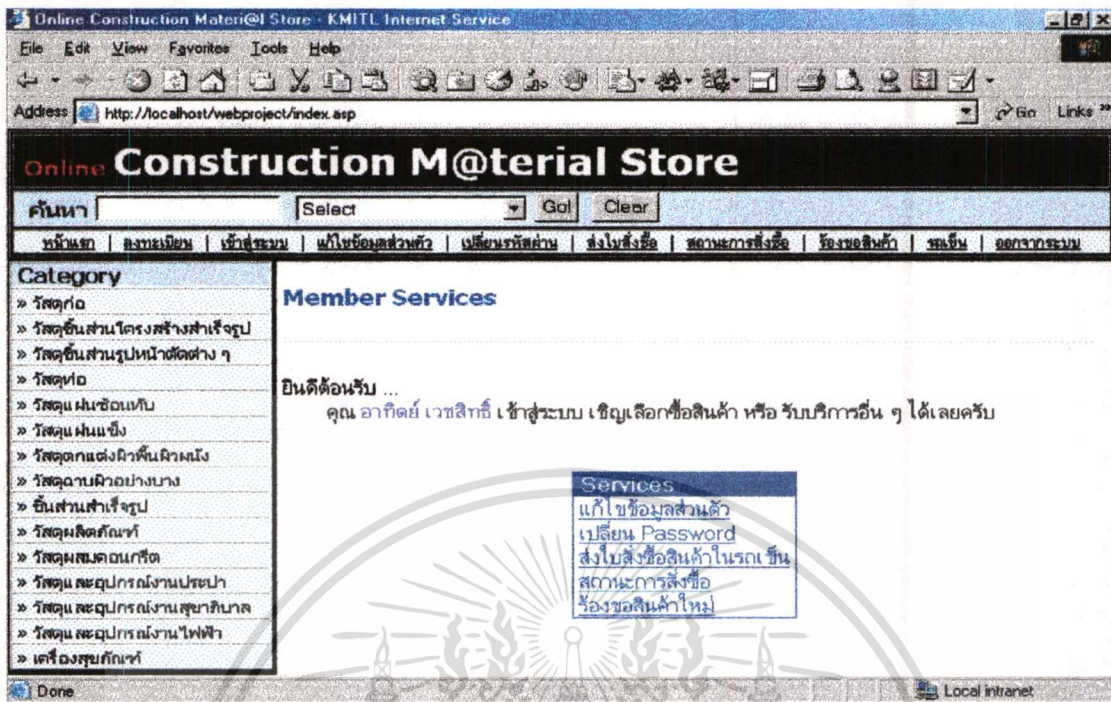 Online Construction Materi@l Store - KMITL Internet Service
File Edit View Favorites Tools Help
Address http://localhost/webproject/index.asp Go Links »
Online Construction M@terial Store
ค้นหา Select Go! Clear
หน้าแรก | ลงทะเบียน | เข้าสู่ระบบ | แก้ไขข้อมูลส่วนตัว | เปลี่ยนรหัสผ่าน | ส่งใบสั่งซื้อ | สถานะการสั่งซื้อ | ร้องขอสินค้า | รถเข็น | ออกจากระบบ
Category
» วัสดุก่อ
» วัสดุชิ้นส่วนโครงสร้างสำเร็จรูป
» วัสดุชิ้นส่วนรูปหน้าตัดต่าง ๆ
» วัสดุท่อ
» วัสดุแผ่นซ้อนทับ
» วัสดุแผ่นแข็ง
» วัสดุตกแต่งผิวพื้นผิวผนัง
» วัสดุฉาบผิวอย่างบาง
» ชิ้นส่วนสำเร็จรูป
» วัสดุผลิตภัณฑ์
» วัสดุผสมคอนกรีต
» วัสดุและอุปกรณ์งานประปา
» วัสดุและอุปกรณ์งานสุขาภิบาล
» วัสดุและอุปกรณ์งานไฟฟ้า
» เครื่องสุขภัณฑ์
Member Services
ยินดีต้อนรับ ...
คุณ อาทิตย์ เวชสิทธิ์ เข้าสู่ระบบ เชิญเลือกซื้อสินค้า หรือ รับบริการอื่น ๆ ได้เลยครับ
Services
แก้ไขข้อมูลส่วนตัว
เปลี่ยน Password
ส่งใบสั่งซื้อสินค้าในรถเข็น
สถานะการสั่งซื้อ
ร้องขอสินค้าใหม่
Done Local intranet